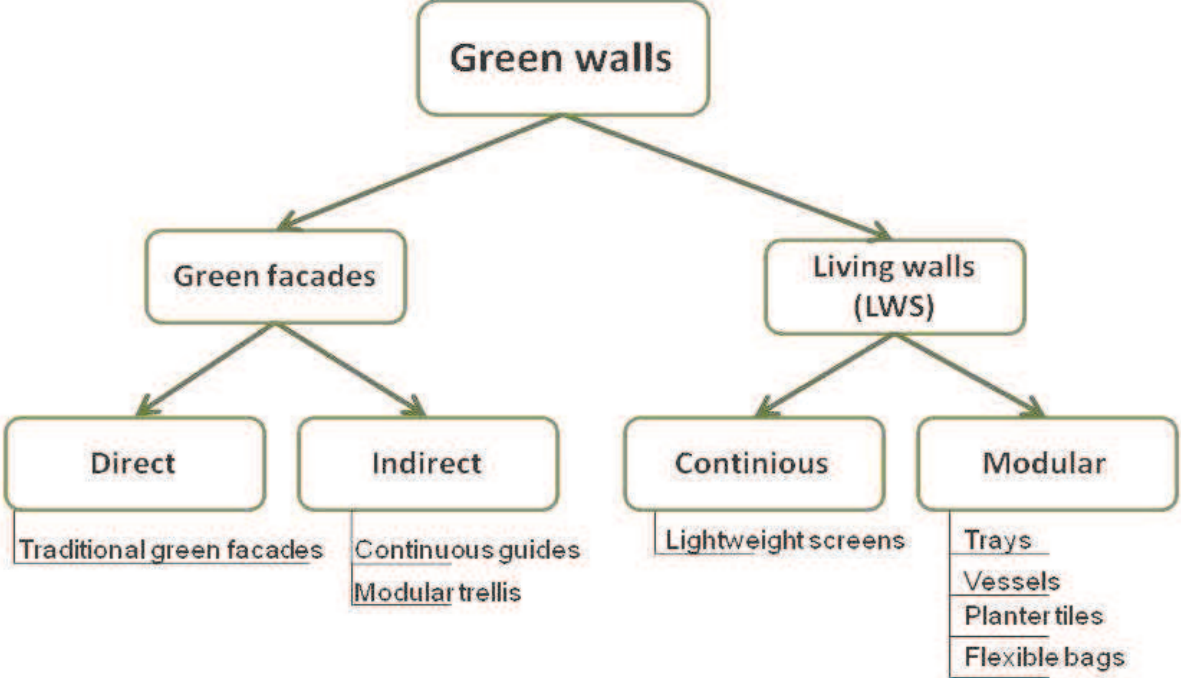 Green walls
Green facades
Living walls
(LWS)
Direct
Indirect
Continious
Modular
Traditional green facades
Continuous guides
Modular trellis
Lightweight screens
Trays
Vessels
Planter tiles
Flexible bags